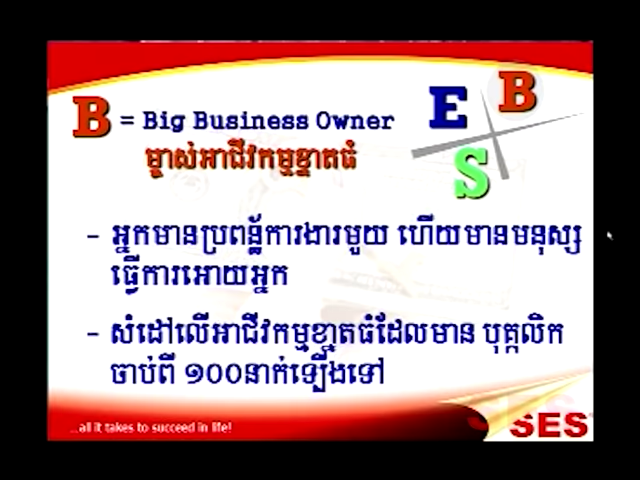 B = Big Business Owner
ម្ចាស់អាជីវកម្មខ្នាតធំ
E B
S
- អ្នកមានប្រពន្ឋ័ការងារមួយ ហើយមានមនុស្ស
ធ្វើការអោយអ្នក
- សំដៅលើអាជីវកម្មខ្នាតធំដែលមាន បុគ្គលិក
ចាប់ពី ១០០នាក់ឡើងទៅ
...all it takes to succeed in life!
SES